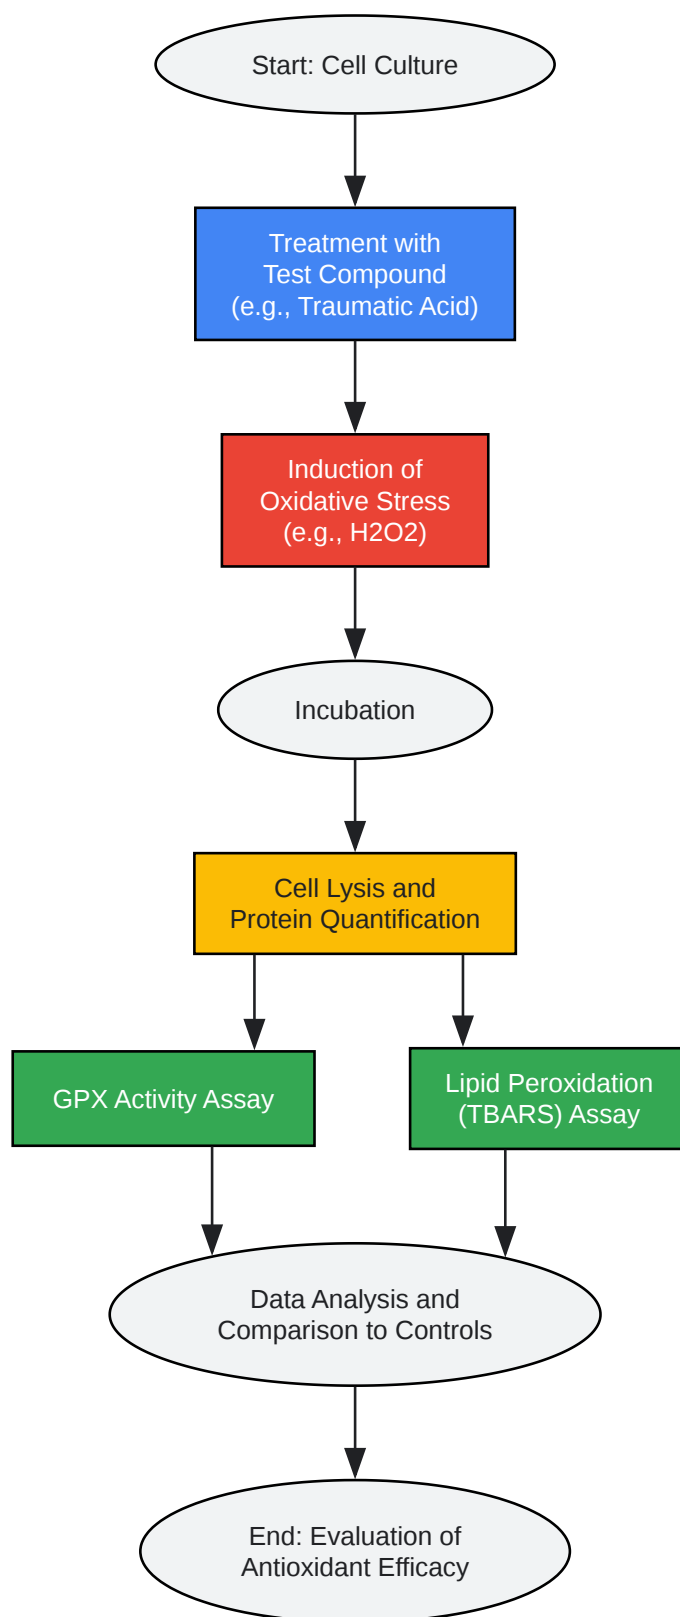 Start: Cell Culture
Treatment with
Test Compound
(e.g., Traumatic Acid)
Induction of
Oxidative Stress
(e.g., H2O2)
Incubation
Cell Lysis and
Protein Quantification
GPX Activity Assay
Lipid Peroxidation
(TBARS) Assay
Data Analysis and
Comparison to Controls
End: Evaluation of
Antioxidant Efficacy